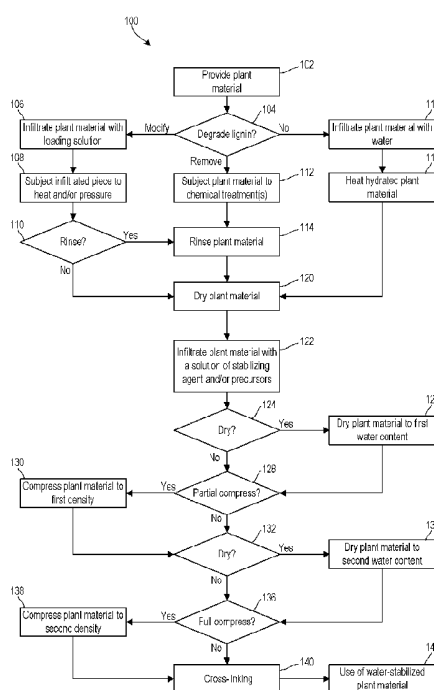 100
102
Provide plant
material
106
104
11
Infiltrate plant material with
loading solution
Modify
Degrade lignin?
No
Infiltrate plant material with
water
108
Remove
112
11
Subject infiltrated piece to
heat and/or pressure
Subject plant material to
chemical treatment(s)
Heat hydrated plant
material
110
114
Rinse?
Yes
Rinse plant material
No
120
Dry plant material
122
Infiltrate plant material with
a solution of stabilizing
agent and/or precursors
124
12
Dry?
Yes
Dry plant material to first
water content
No
130
128
Compress plant material to
first density
Yes
Partial compress?
No
132
13
Dry?
Yes
Dry plant material to
second water content
No
138
136
Compress plant material to
second density
Yes
Full compress?
No
140
14
Cross-linking
Use of water-stabilized
plant material